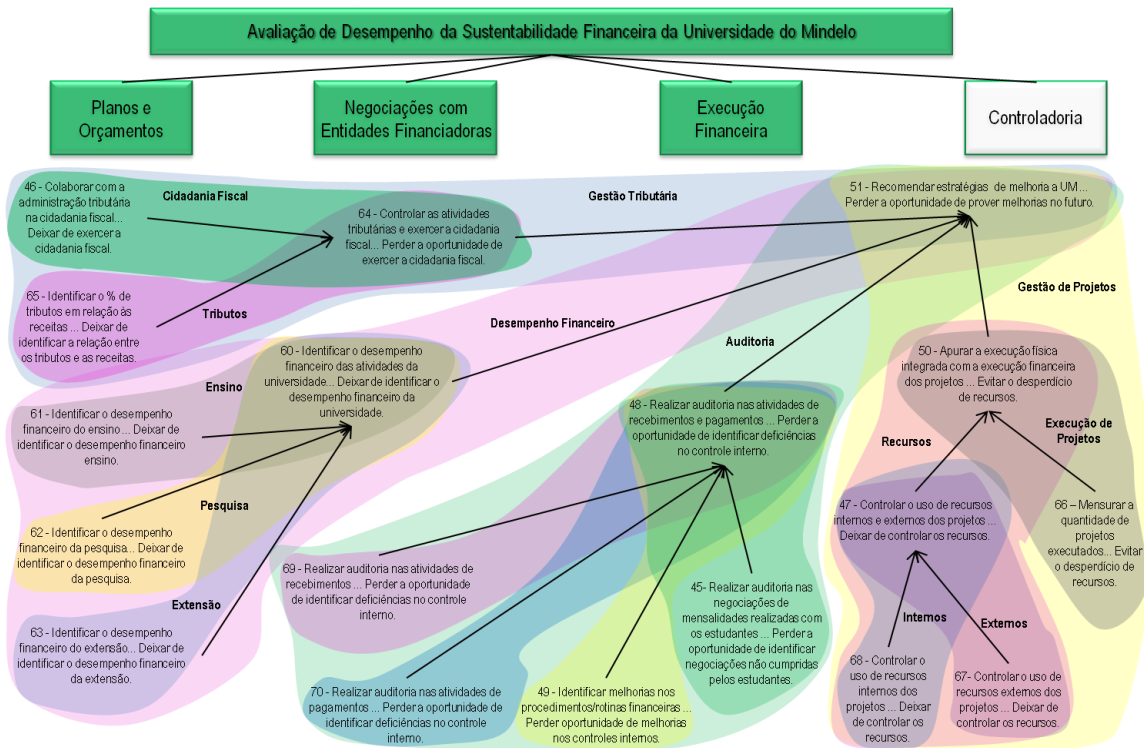 Avaliação de Desempenho da Sustentabilidade Financeira da Universidade do Mindelo
Planos e
Orçamentos
Negociações com
Entidades Financiadoras
Execução
Financeira
Controladoria
46 - Colaborar com a
administração tributária
na cidadania fiscal...
Deixar de exercer a
cidadania fiscal.
Cidadania Fiscal
64 - Controlar as atividades
tributárias e exercer a cidadania
fiscal... Perder a oportunidade de
exercer a cidadania fiscal.
Gestão Tributária
51 - Recomendar estratégias de melhoria a UM ...
Perder a oportunidade de prover melhorias no futuro.
65 - Identificar o % de
tributos em relação às
receitas ... Deixar de
identificar a relação entre
os tributos e as receitas.
Tributos
Desempenho Financeiro
Gestão de Projetos
Auditoria
60 - Identificar o desempenho
financeiro das atividades da
universidade... Deixar de identificar o
desempenho financeiro da
universidade.
Ensino
61 - Identificar o desempenho
financeiro do ensino ... Deixar de
identificar o desempenho financeiro
ensino.
50 - Apurar a execução física
integrada com a execução financeira
dos projetos ... Evitar o desperdício
de recursos.
48 - Realizar auditoria nas atividades de
recebimentos e pagamentos ... Perder a
oportunidade de identificar deficiências
no controle interno.
Recursos
Execução de
Projetos
Pesquisa
62 - Identificar o desempenho
financeiro da pesquisa... Deixar de
identificar o desempenho financeiro
da pesquisa.
47 - Controlar o uso de recursos
internos e externos dos projetos ...
Deixar de controlar os recursos.
66 – Mensurar a
quantidade de
projetos
executados... Evitar
o desperdício de
recursos.
69 - Realizar auditoria nas atividades de
recebimentos ... Perder a oportunidade
de identificar deficiências no controle
interno.
45- Realizar auditoria nas
negociações de
mensalidades realizadas com
os estudantes ... Perder a
oportunidade de identificar
negociações não cumpridas
pelos estudantes.
Extensão
63 - Identificar o desempenho
financeiro do extensão... Deixar de
identificar o desempenho financeiro
da extensão.
Internos
Externos
68 - Controlar o
uso de recursos
internos dos
projetos ... Deixar
de controlar os
recursos.
67- Controlar o uso de
recursos externos dos
projetos ... Deixar de
controlar os recursos.
70 - Realizar auditoria nas atividades de
pagamentos ... Perder a oportunidade de
identificar deficiências no controle
interno.
49 - Identificar melhorias nos
procedimentos/rotinas financeiras ...
Perder oportunidade de melhorias
nos controles internos.